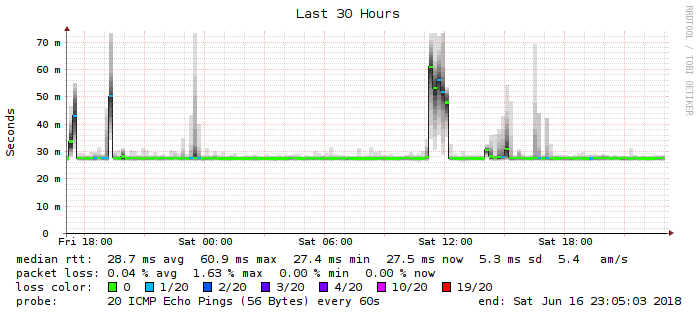 Last 30 Hours
RRDTOOL / TOBI OETIKER
Seconds
70 m
60 m
50 m
40 m
30 m
20 m
10 m
0
Fri 18:00 Sat 00:00 Sat 06:00 Sat 12:00 Sat 18:00
median rtt: 28.7 ms avg 60.9 ms max 27.4 ms min 27.5 ms now 5.3 ms sd 5.4 am/s
packet loss: 0.04 % avg 1.63 % max 0.00 % min 0.00 % now
loss color: 0 1/20 2/20 3/20 4/20 10/20 19/20
probe: 20 ICMP Echo Pings (56 Bytes) every 60s end: Sat Jun 16 23:05:03 2018